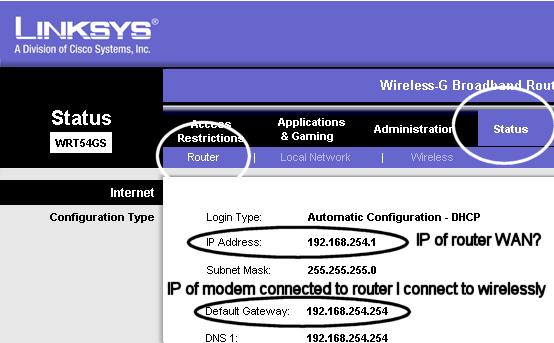 LINKSYS®
A Division of Cisco Systems, Inc.
Wireless-G Broadband Rout
Status
WRT54GS
Access Restrictions
Applications & Gaming
Administration
Status
Router | Local Network | Wireless
Internet
Configuration Type
Login Type: Automatic Configuration - DHCP
IP Address: 192.168.254.1 IP of router WAN?
Subnet Mask: 255.255.255.0
IP of modem connected to router I connect to wirelessly
Default Gateway: 192.168.254.254
DNS 1: 192.168.254.254